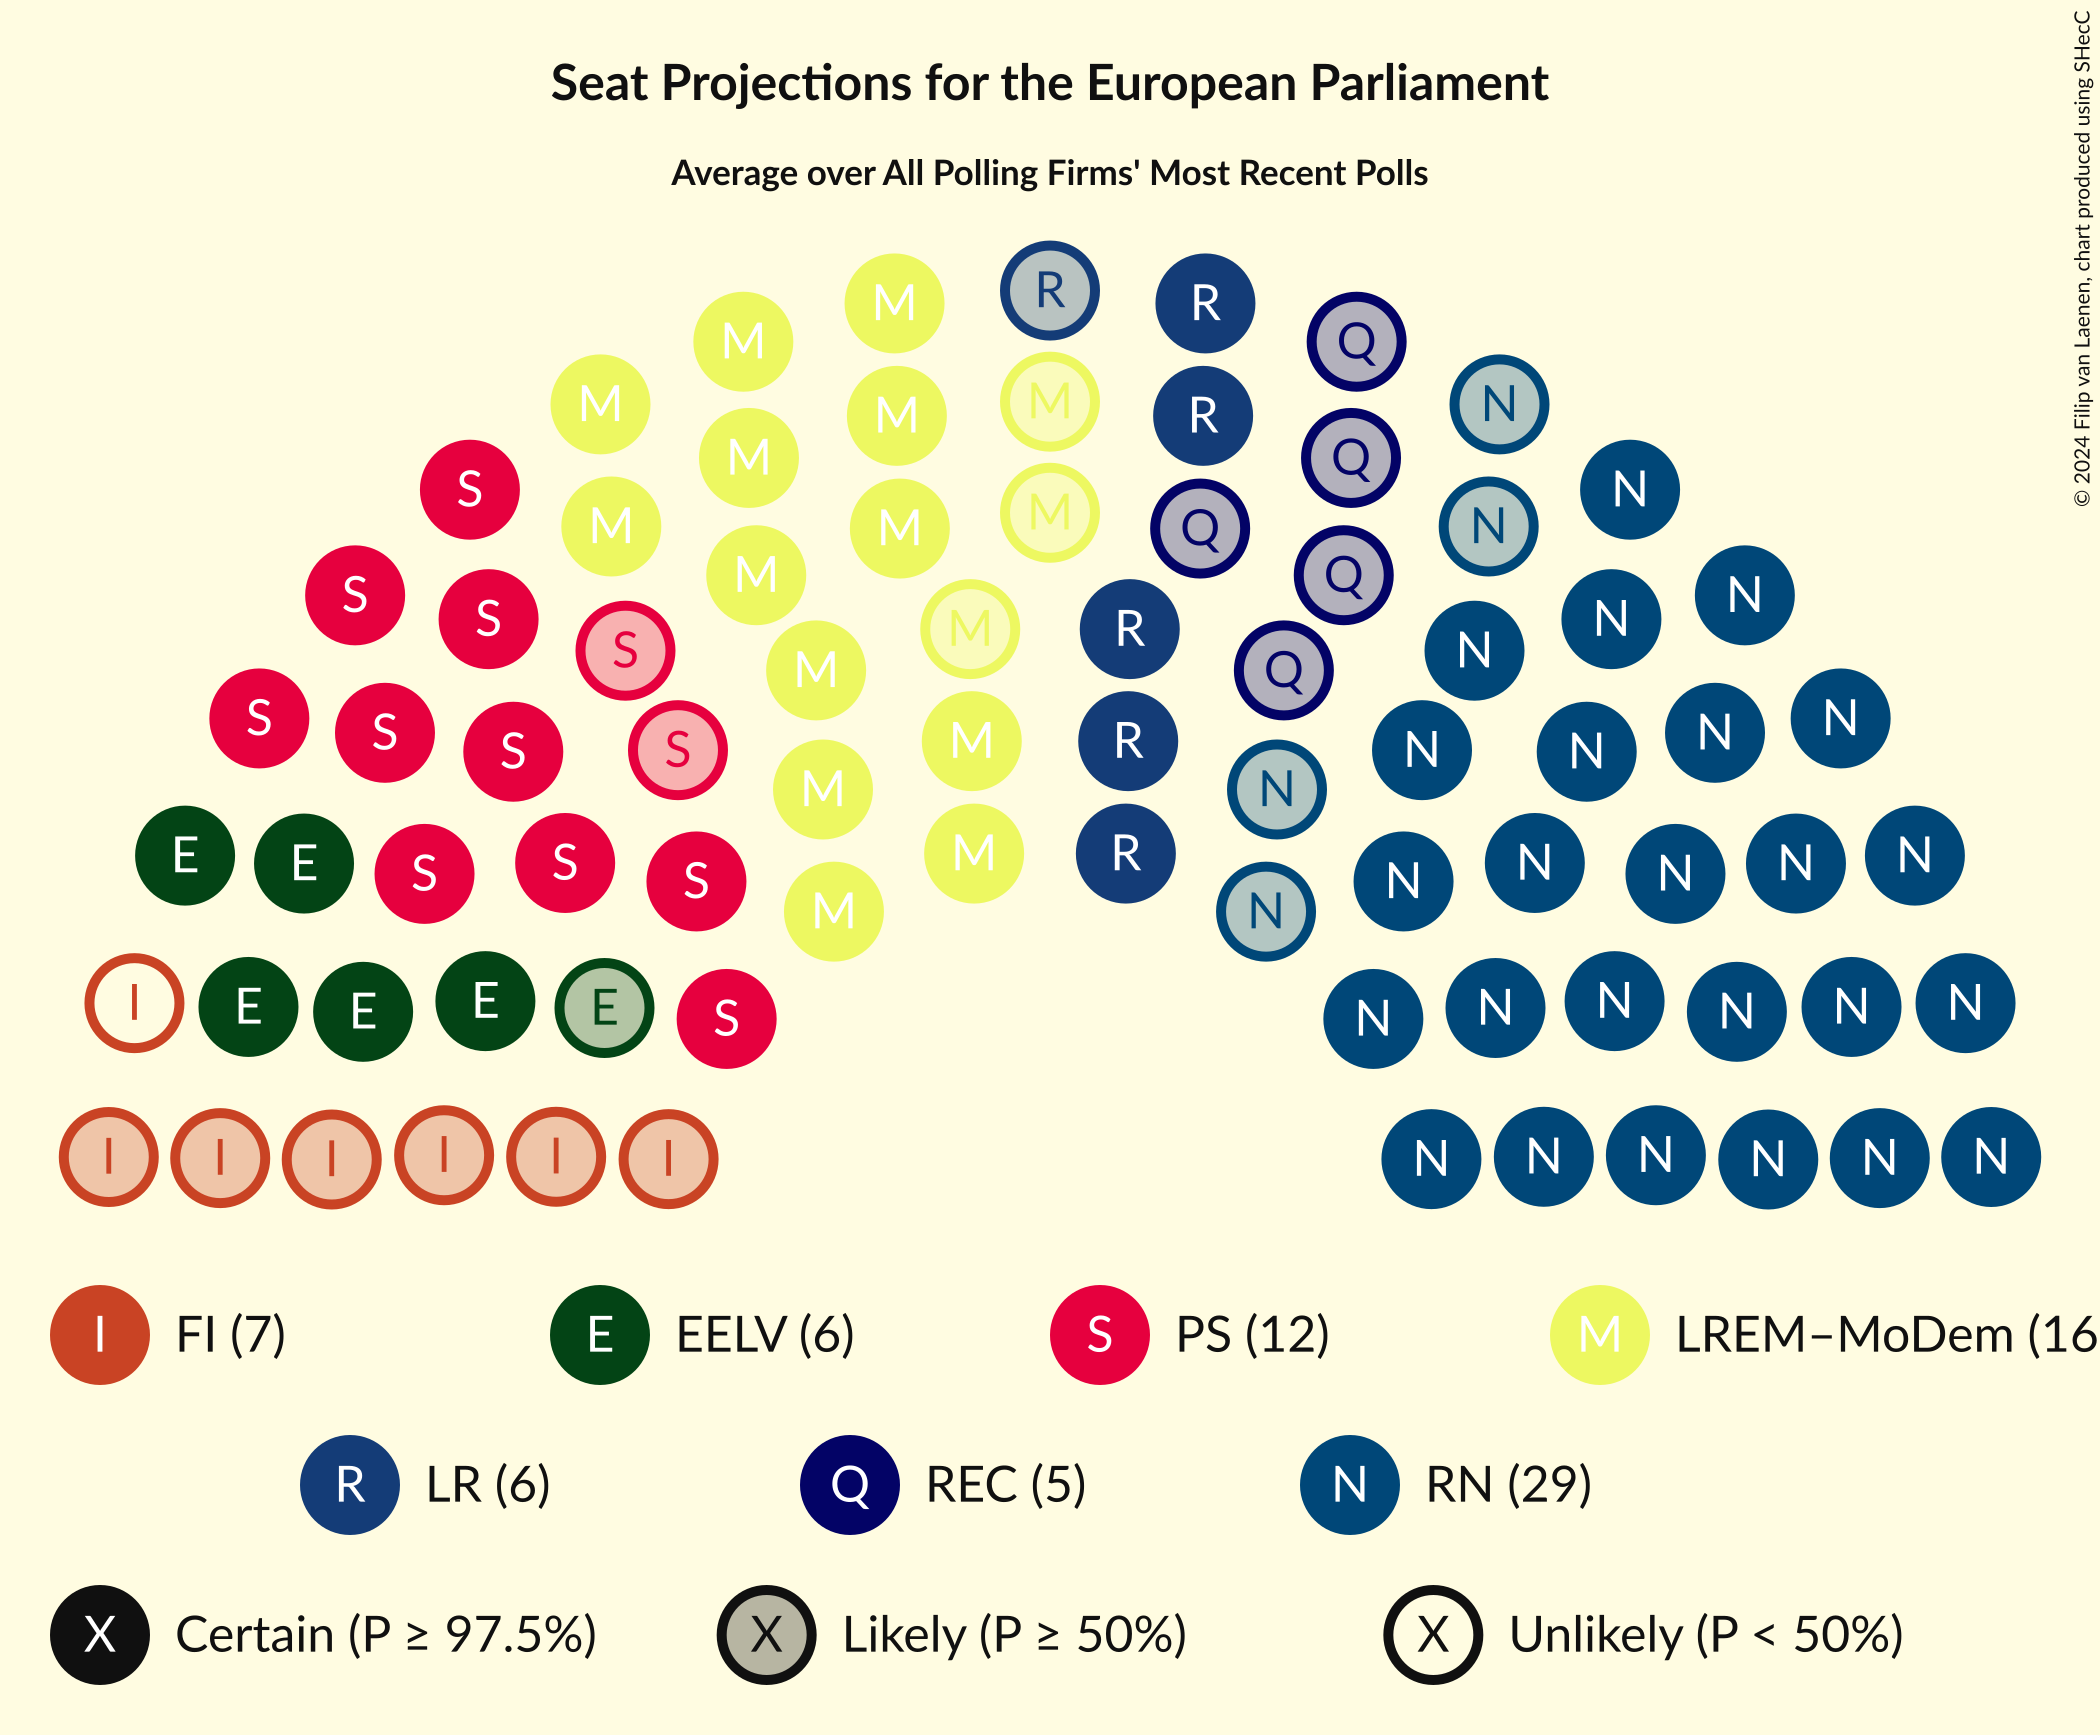 Seat Projections for the European Parliament
Average over All Polling Firms' Most Recent Polls
© 2024 Filip van Laenen, chart produced using SHecC
R
M R Q
M M R Q N
M M M M Q N
S M M M Q Q N N
S S S M M R Q N N N
S S S S M M R N N N N N
E E S S S M M R N N N N N N
I E E E E S M N N N N N N N
I I I I I I N N N N N N
I FI (7) E EELV (6) S PS (12) M LREM–MoDem (16
R LR (6) Q REC (5) N RN (29)
X Certain (P ≥ 97.5%) X Likely (P ≥ 50%) X Unlikely (P < 50%)